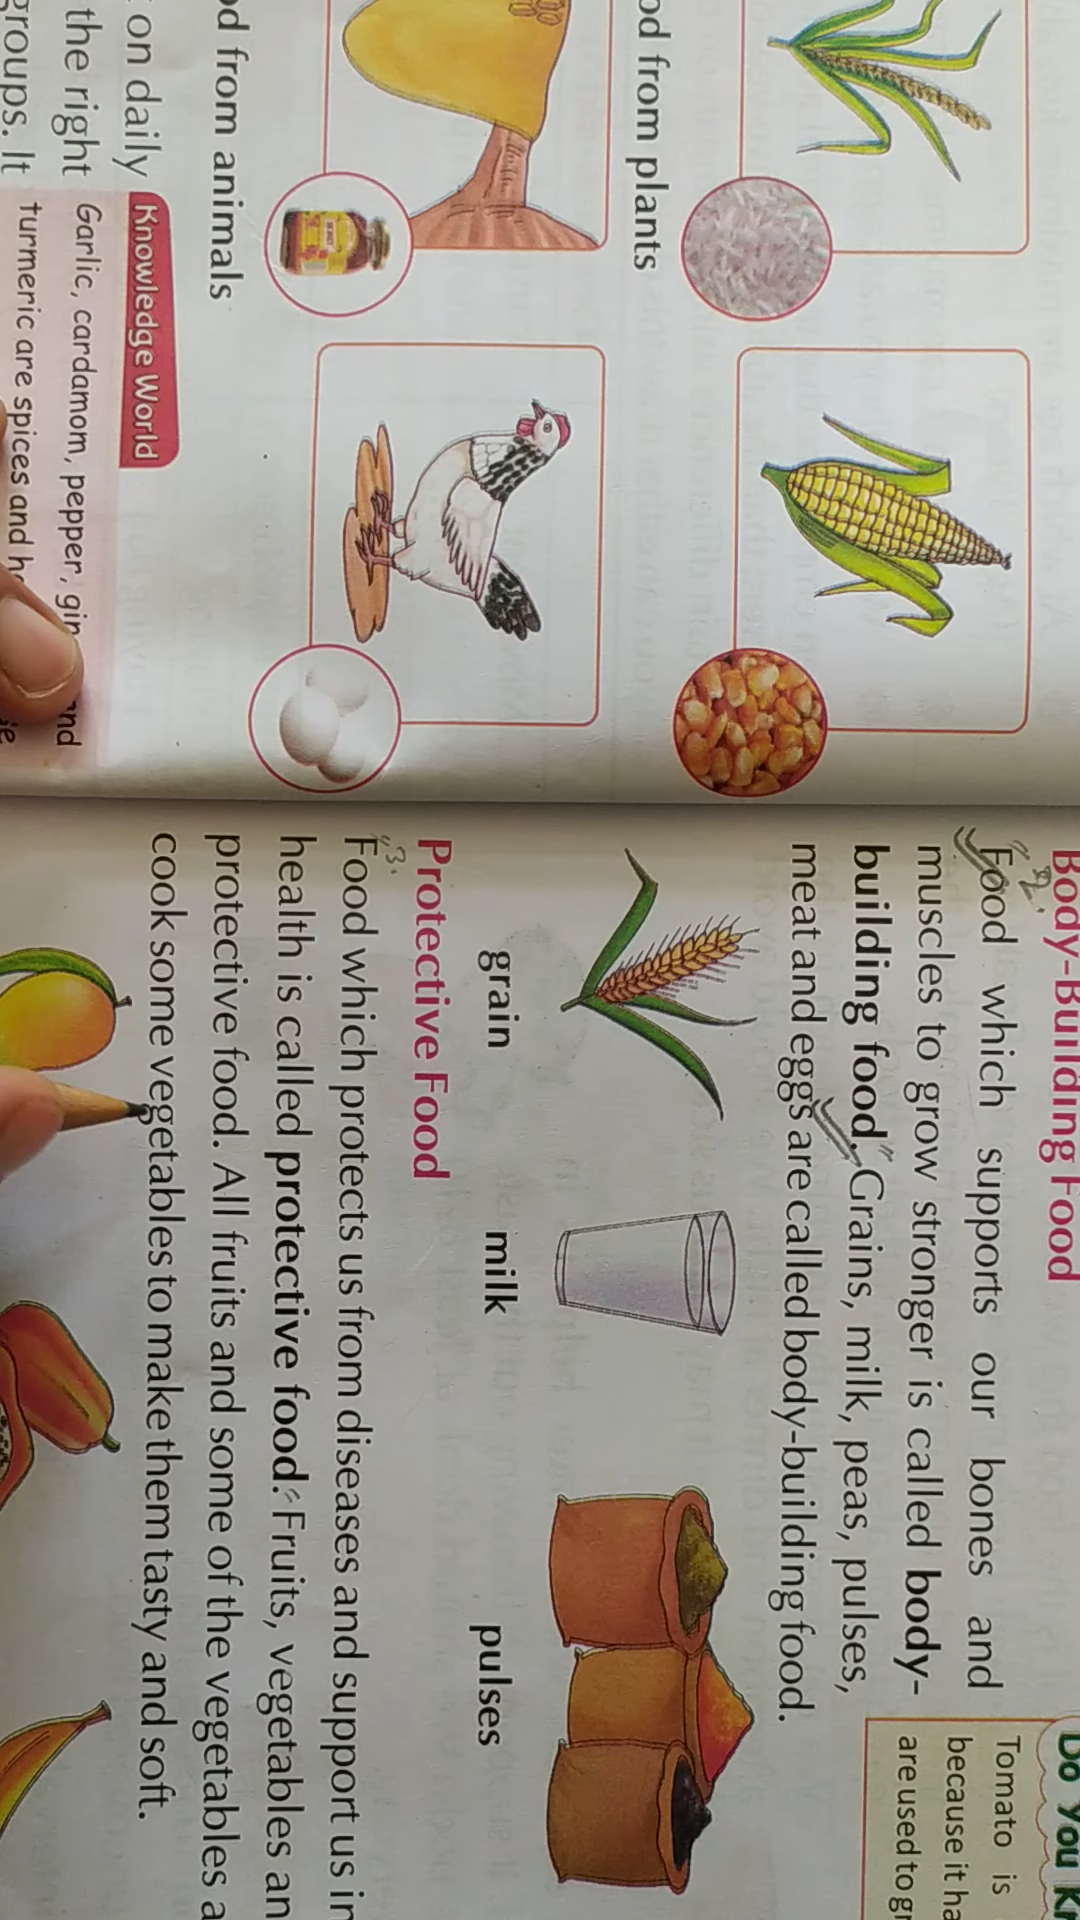 od from plants
od from animals
on daily
the right
groups. It
Knowledge World
Garlic, cardamom, pepper, and
turmeric are spices and
Body-Building Food
"2.
Food which supports our bones and
muscles to grow stronger is called body-
building food." Grains, milk, peas, pulses,
meat and eggs are called body-building food.
Do You
Tomato is
because it
are used to
grain milk pulses
Protective Food
"3.
Food which protects us from diseases and support us in
health is called protective food." Fruits, vegetables
protective food. All fruits and some of the vegetables
cook some vegetables to make them tasty and soft.